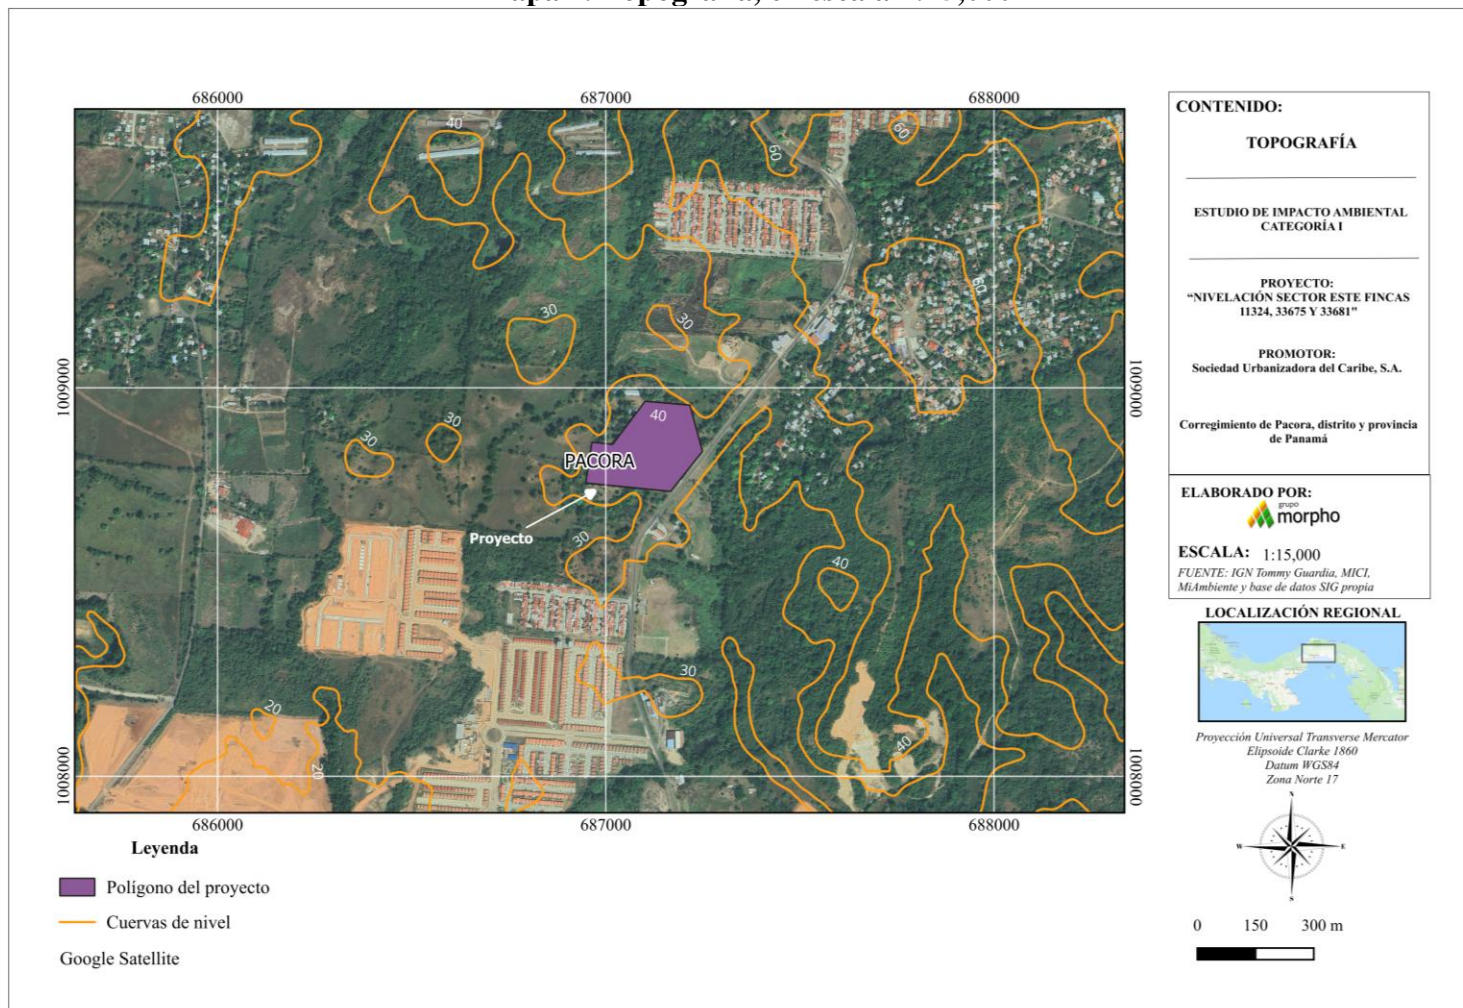 686000
687000
688000
40
60
60
60
30
30
1009000
1009000
40
30
30
PACORA
Proyecto
30
40
30
20
20
40
1008000
1008000
686000
687000
688000
Leyenda
Polígono del proyecto
Cuervas de nivel
Google Satellite
CONTENIDO:
TOPOGRAFÍA
ESTUDIO DE IMPACTO AMBIENTAL
CATEGORÍA I
PROYECTO:
“NIVELACIÓN SECTOR ESTE FINCAS
11324, 33675 Y 33681"
PROMOTOR:
Sociedad Urbanizadora del Caribe, S.A.
Corregimiento de Pacora, distrito y provincia
de Panamá
ELABORADO POR:
grupo
morpho
ESCALA: 1:15,000
FUENTE: IGN Tommy Guardia, MICI,
MiAmbiente y base de datos SIG propia
LOCALIZACIÓN REGIONAL
Proyección Universal Transverse Mercator
Elipsoide Clarke 1860
Datum WGS84
Zona Norte 17
N
W
E
S
0 150 300 m